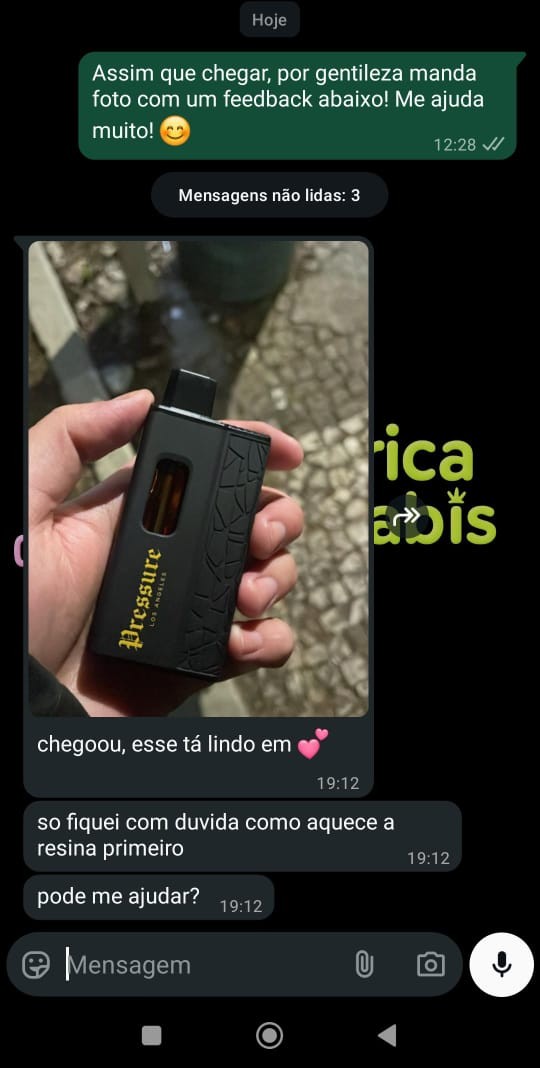 Hoje
Assim que chegar, por gentileza manda
foto com um feedback abaixo! Me ajuda
muito! 😊
12:28
Mensagens não lidas: 3
Pressure
LOS ANGELES
rica
abis
chegoou, esse tá lindo em 💕
19:12
so fiquei com duvida como aquece a
resina primeiro
19:12
pode me ajudar?
19:12
Mensagem